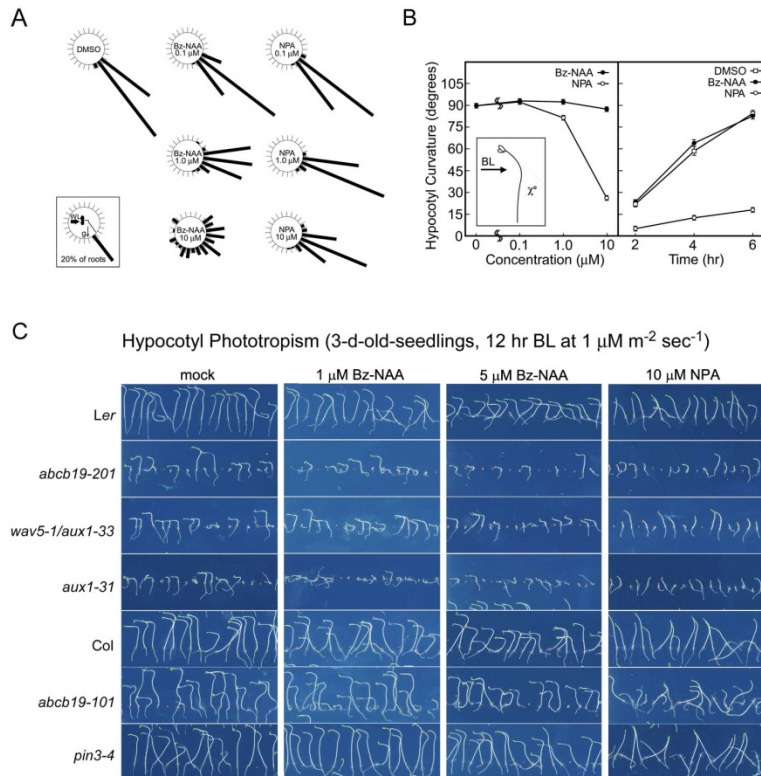 A
DMSO
Bz-NAA
0.1 µM
NPA
0.1 µM
Bz-NAA
1.0 µM
NPA
1.0 µM
WL
α
20% of roots
Bz-NAA
10 µM
NPA
10 µM
B
Hypocotyl Curvature (degrees)
105
90
75
60
45
30
15
0
Bz-NAA
NPA
BL
χ°
0
0.1
1.0
10
Concentration (µM)
DMSO
Bz-NAA
NPA
2
4
6
Time (hr)
C
Hypocotyl Phototropism (3-d-old-seedlings, 12 hr BL at 1 µM m⁻² sec⁻¹)
mock
1 µM Bz-NAA
5 µM Bz-NAA
10 µM NPA
Ler
abcb19-201
wav5-1/aux1-33
aux1-31
Col
abcb19-101
pin3-4